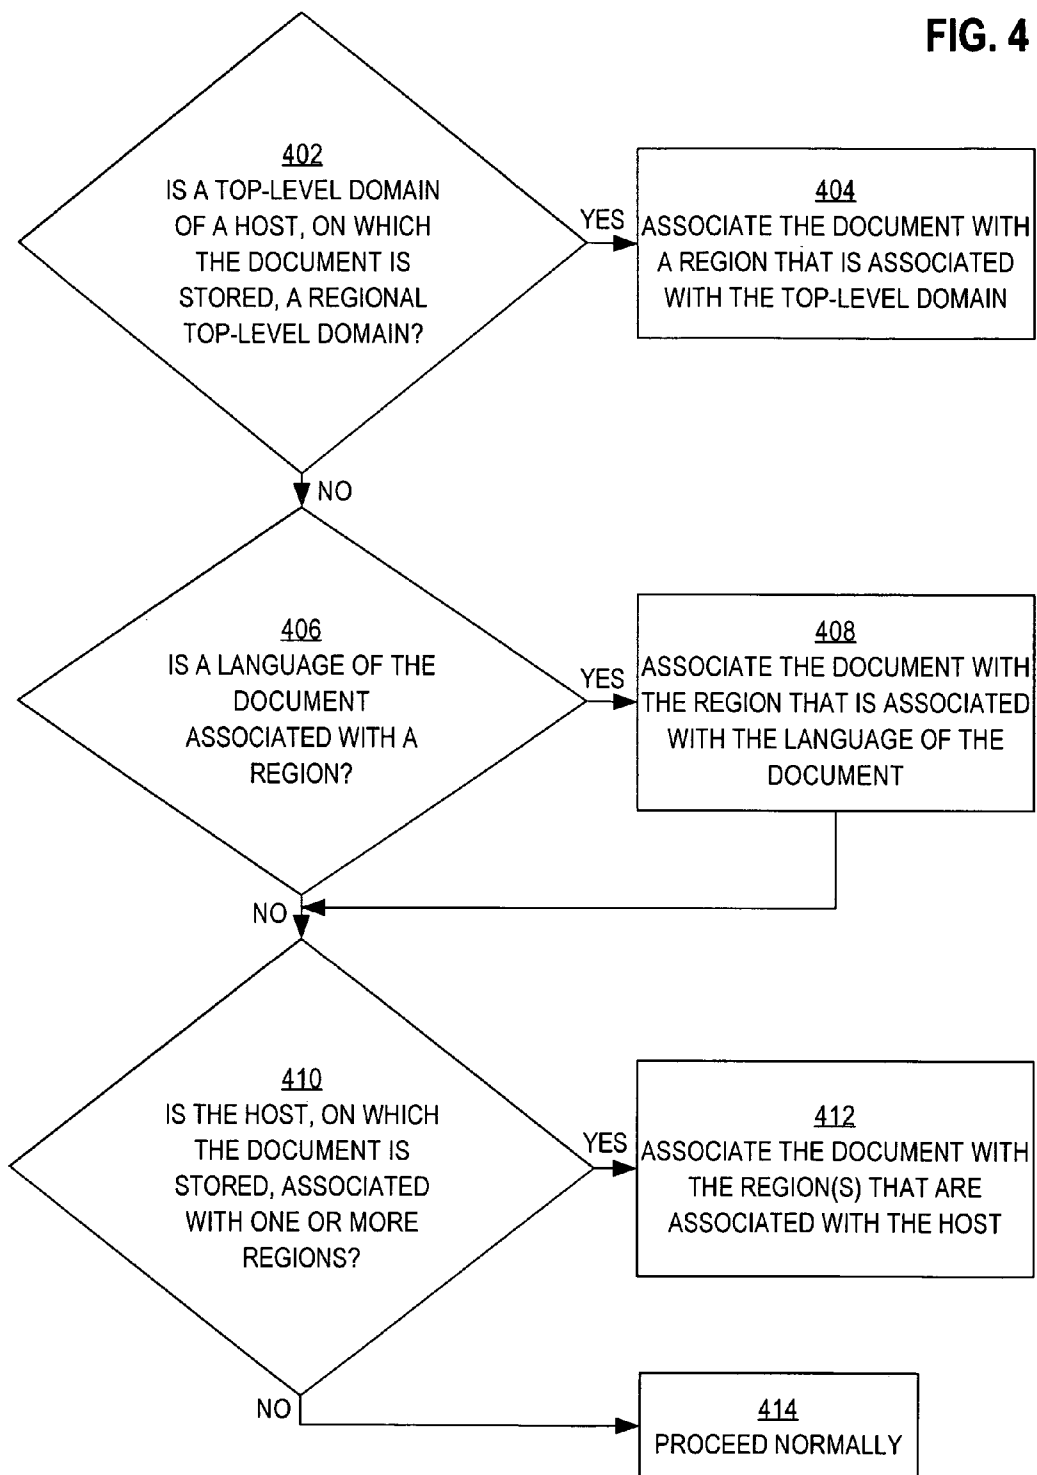 FIG. 4
402
IS A TOP-LEVEL DOMAIN
OF A HOST, ON WHICH
THE DOCUMENT IS
STORED, A REGIONAL
TOP-LEVEL DOMAIN?
YES
404
ASSOCIATE THE DOCUMENT WITH
A REGION THAT IS ASSOCIATED
WITH THE TOP-LEVEL DOMAIN
NO
406
IS A LANGUAGE OF THE
DOCUMENT
ASSOCIATED WITH A
REGION?
YES
408
ASSOCIATE THE DOCUMENT WITH
THE REGION THAT IS ASSOCIATED
WITH THE LANGUAGE OF THE
DOCUMENT
NO
410
IS THE HOST, ON WHICH
THE DOCUMENT IS
STORED, ASSOCIATED
WITH ONE OR MORE
REGIONS?
YES
412
ASSOCIATE THE DOCUMENT WITH
THE REGION(S) THAT ARE
ASSOCIATED WITH THE HOST
NO
414
PROCEED NORMALLY